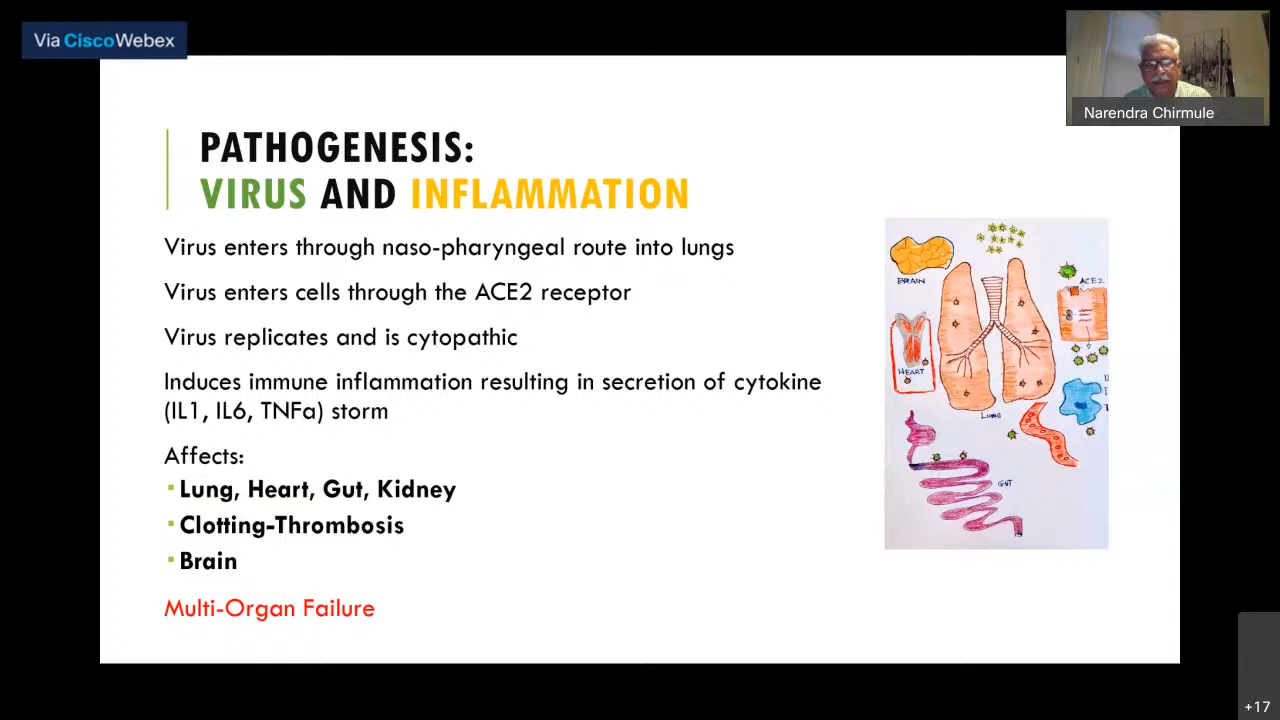 Via Cisco Webex
Narendra Chirmule
PATHOGENESIS:
VIRUS AND INFLAMMATION
Virus enters through naso-pharyngeal route into lungs
Virus enters cells through the ACE2 receptor
Virus replicates and is cytopathic
Induces immune inflammation resulting in secretion of cytokine
(IL1, IL6, TNFa) storm
Affects:
Lung, Heart, Gut, Kidney
Clotting-Thrombosis
Brain
Multi-Organ Failure
BRAIN
ACE2
HEART
LUNG
GUT
+17